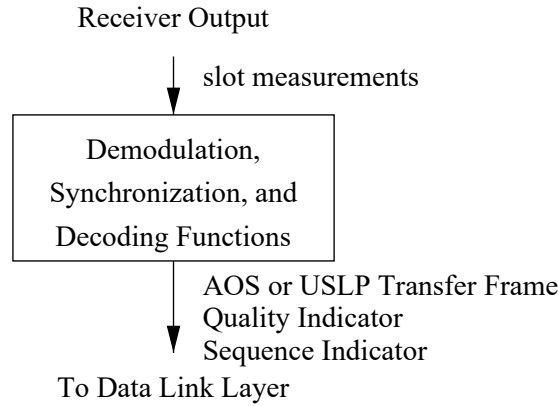 Receiver Output
slot measurements
Demodulation,
Synchronization, and
Decoding Functions
AOS or USLP Transfer Frame
Quality Indicator
Sequence Indicator
To Data Link Layer